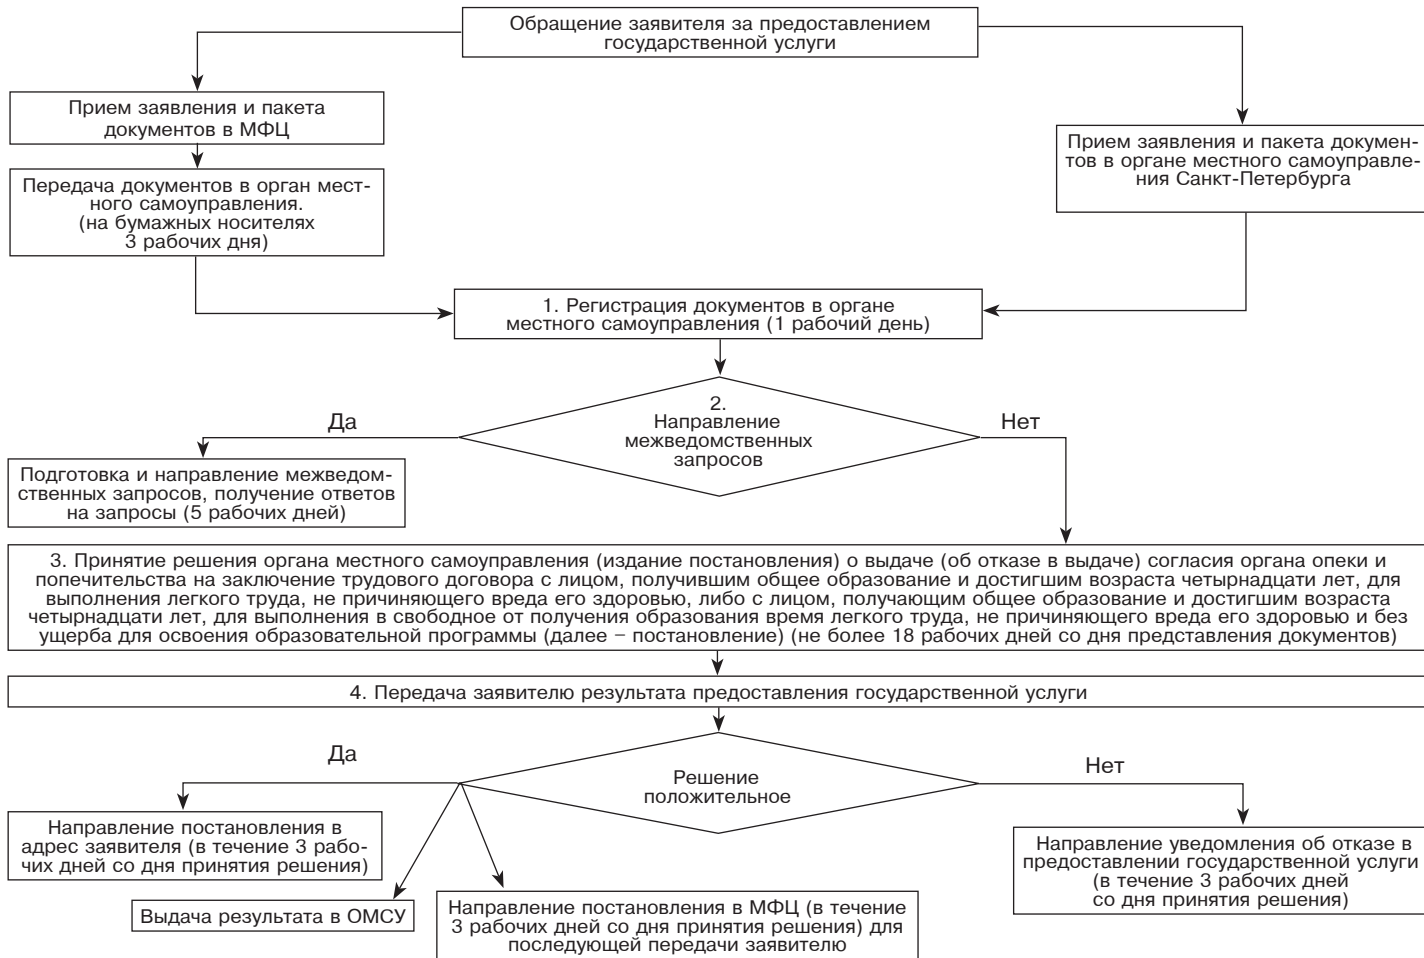 Обращение заявителя за предоставлением
государственной услуги
Прием заявления и пакета
документов в МФЦ
Прием заявления и пакета докумен-
тов в органе местного самоуправле-
ния Санкт-Петербурга
Передача документов в орган мест-
ного самоуправления.
(на бумажных носителях
3 рабочих дня)
1. Регистрация документов в органе
местного самоуправления (1 рабочий день)
2.
Направление
межведомственных
запросов
Да
Нет
Подготовка и направление межведом-
ственных запросов, получение ответов
на запросы (5 рабочих дней)
3. Принятие решения органа местного самоуправления (издание постановления) о выдаче (об отказе в выдаче) согласия органа опеки и
попечительства на заключение трудового договора с лицом, получившим общее образование и достигшим возраста четырнадцати лет, для
выполнения легкого труда, не причиняющего вреда его здоровью, либо с лицом, получающим общее образование и достигшим возраста
четырнадцати лет, для выполнения в свободное от получения образования время легкого труда, не причиняющего вреда его здоровью и без
ущерба для освоения образовательной программы (далее – постановление) (не более 18 рабочих дней со дня представления документов)
4. Передача заявителю результата предоставления государственной услуги
Да
Решение
положительное
Нет
Направление постановления в
адрес заявителя (в течение 3 рабо-
чих дней со дня принятия решения)
Выдача результата в ОМСУ
Направление постановления в МФЦ (в течение
3 рабочих дней со дня принятия решения) для
последующей передачи заявителю
Направление уведомления об отказе в
предоставлении государственной услуги
(в течение 3 рабочих дней
со дня принятия решения)